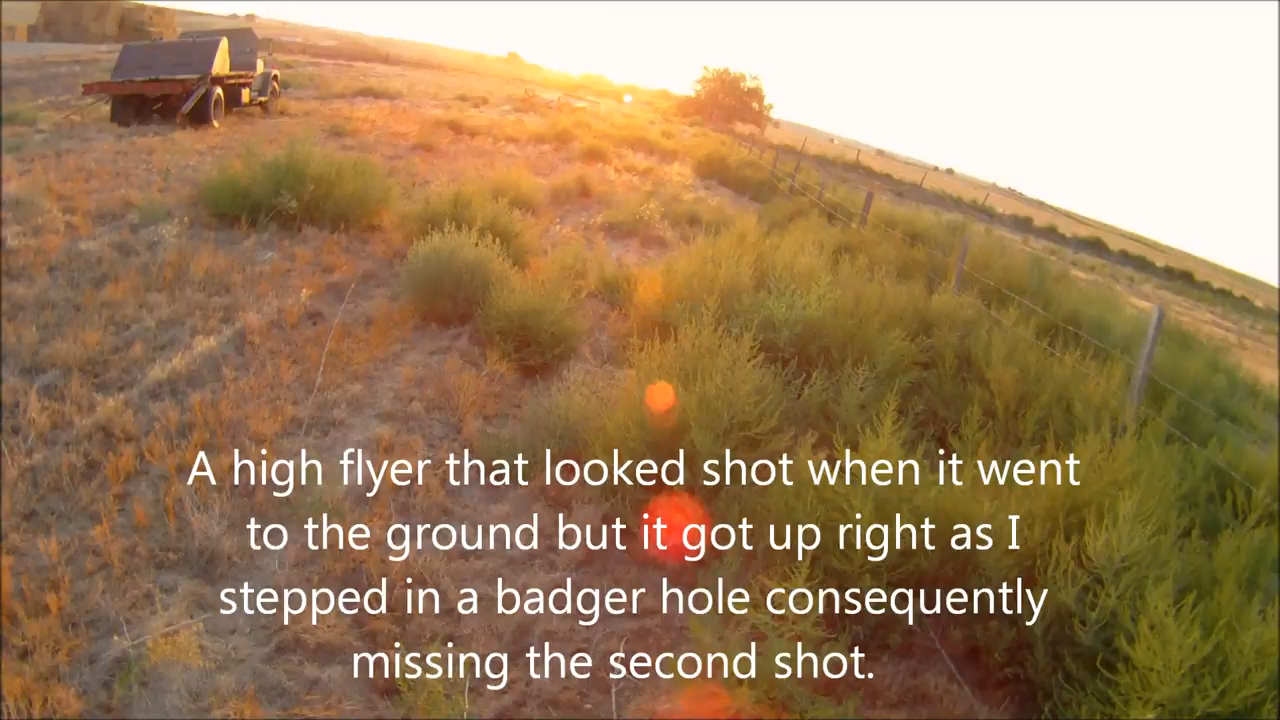 A high flyer that looked shot when it went
to the ground but it got up right as I
stepped in a badger hole consequently
missing the second shot.